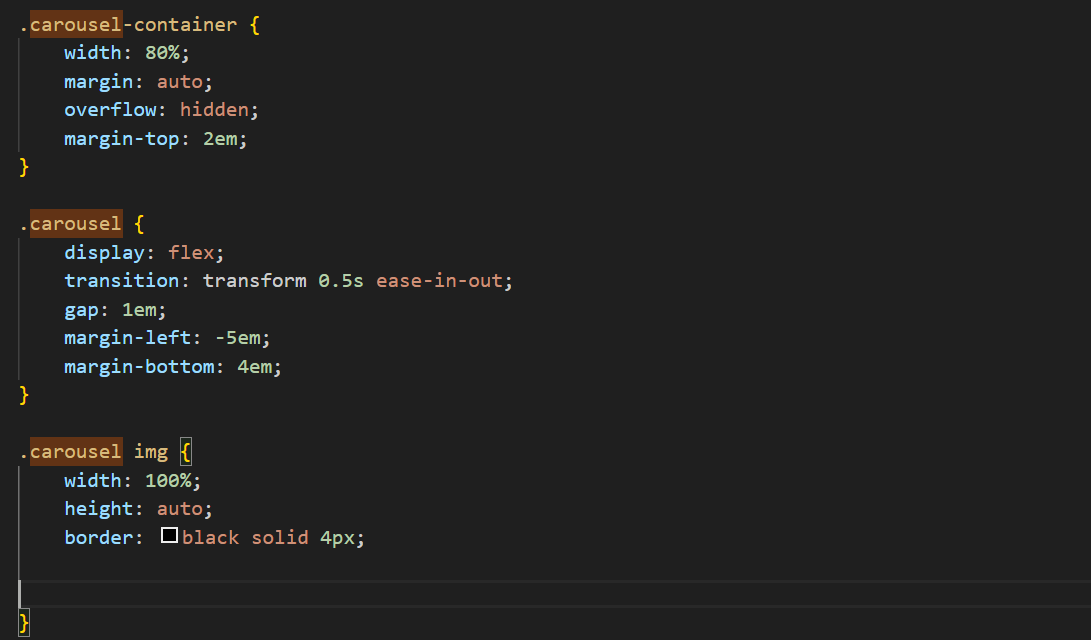 .carousel-container {
    width: 80%;
    margin: auto;
    overflow: hidden;
    margin-top: 2em;
}

.carousel {
    display: flex;
    transition: transform 0.5s ease-in-out;
    gap: 1em;
    margin-left: -5em;
    margin-bottom: 4em;
}

.carousel img {
    width: 100%;
    height: auto;
    border: black solid 4px;


}